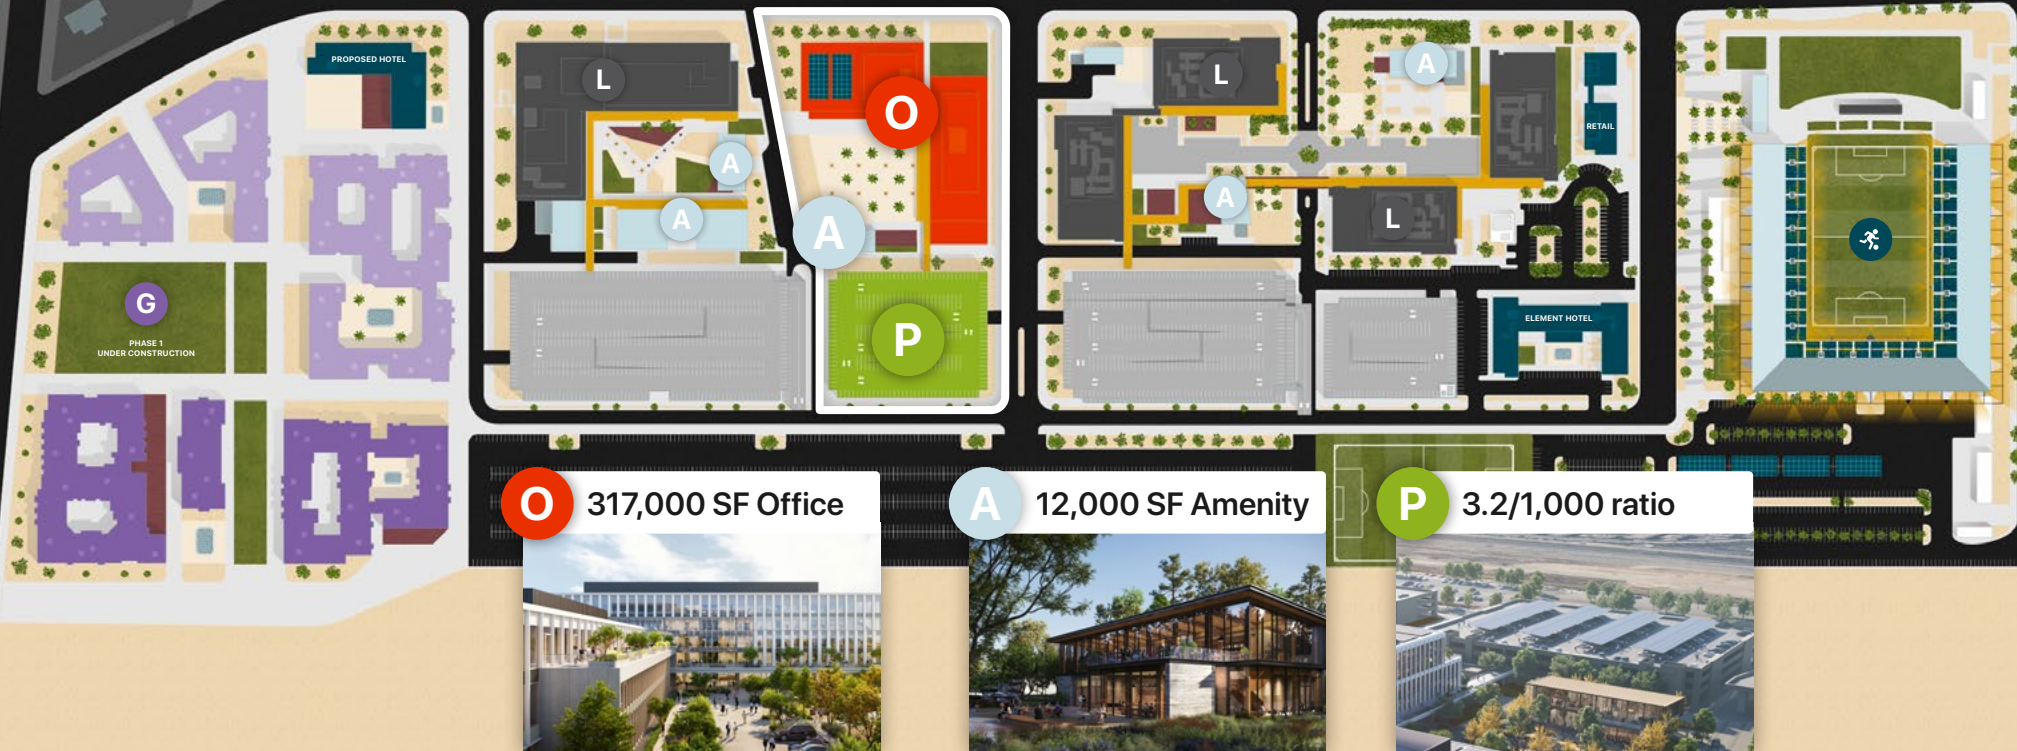 PROPOSED HOTEL
L
O
L
A
A
RETAIL
A
A
A
L
G
PHASE 1
UNDER CONSTRUCTION
P
ELEMENT HOTEL
O 317,000 SF Office
A 12,000 SF Amenity
P 3.2/1,000 ratio